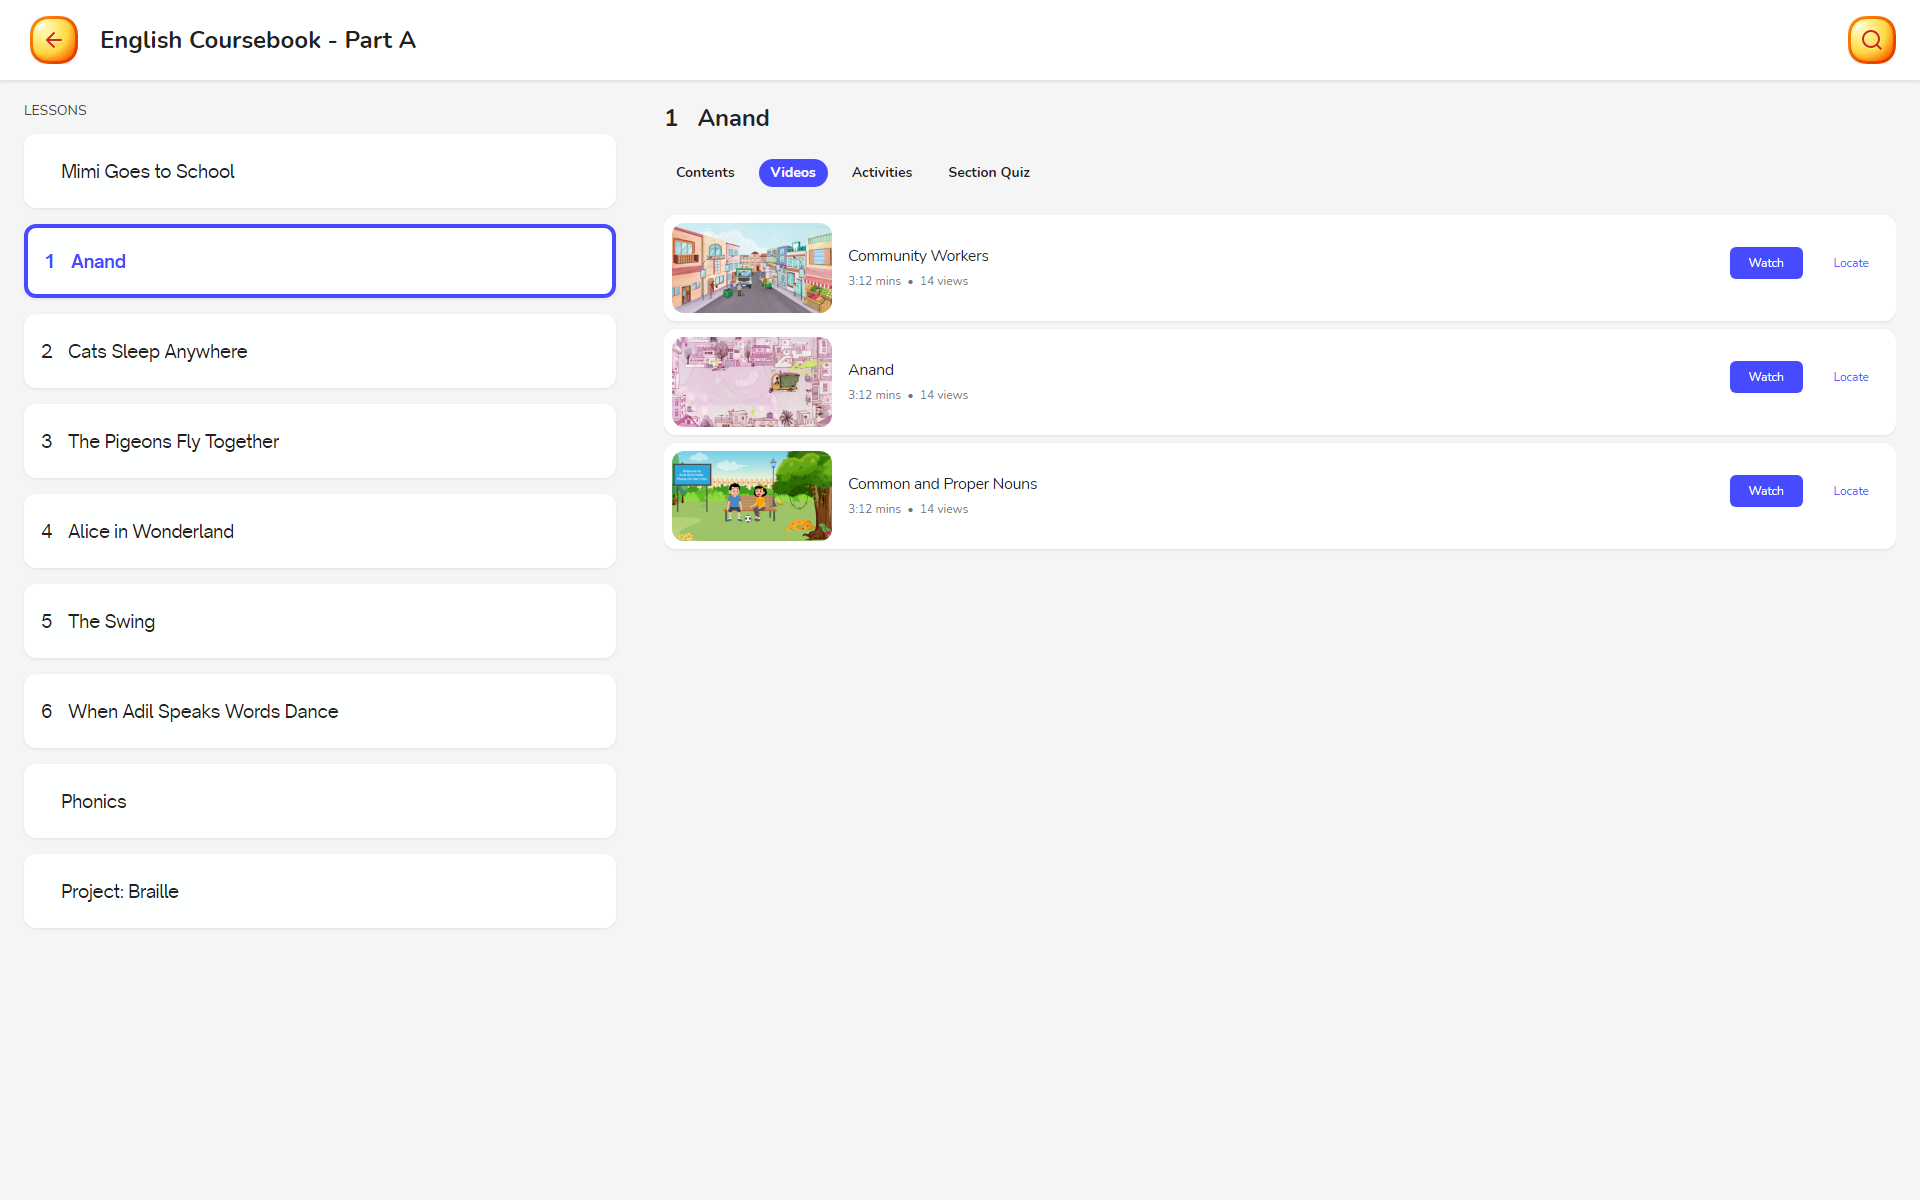 English Coursebook - Part A
LESSONS
Mimi Goes to School
1 Anand
2 Cats Sleep Anywhere
3 The Pigeons Fly Together
4 Alice in Wonderland
5 The Swing
6 When Adil Speaks Words Dance
Phonics
Project: Braille
1 Anand
Contents Videos Activities Section Quiz
Community Workers
3:12 mins • 14 views
Watch Locate
Anand
3:12 mins • 14 views
Watch Locate
Common and Proper Nouns
3:12 mins • 14 views
Watch Locate